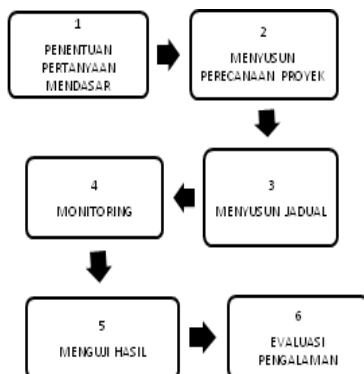 1
PENENTUAN
PERTANYAAN
MENDASAR
2
MENYUSUN
PERECANAAN PROYEK
3
MENYUSUN JADUAL
4
MONITORING
5
MENGUJI HASIL
6
EVALUASI
PENGALAMAN